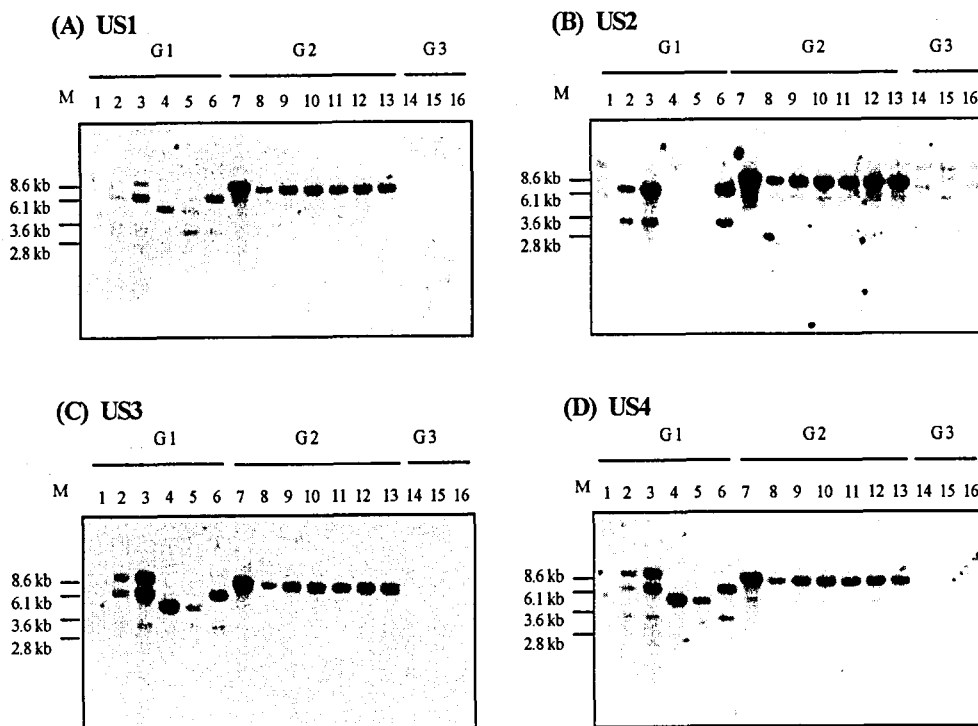 (A) US1
G1 G2 G3
M 1 2 3 4 5 6 7 8 9 10 11 12 13 14 15 16
8.6 kb
6.1 kb
3.6 kb
2.8 kb
(B) US2
G1 G2 G3
M 1 2 3 4 5 6 7 8 9 10 11 12 13 14 15 16
8.6 kb
6.1 kb
3.6 kb
2.8 kb
(C) US3
G1 G2 G3
M 1 2 3 4 5 6 7 8 9 10 11 12 13 14 15 16
8.6 kb
6.1 kb
3.6 kb
2.8 kb
(D) US4
G1 G2 G3
M 1 2 3 4 5 6 7 8 9 10 11 12 13 14 15 16
8.6 kb
6.1 kb
3.6 kb
2.8 kb